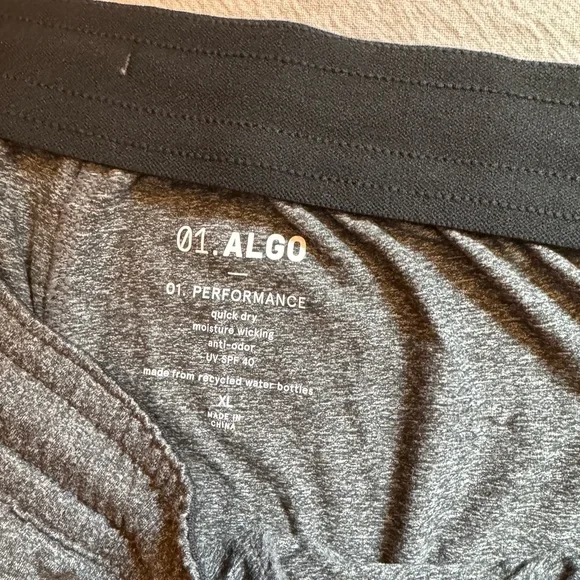 01.ALGO
01. PERFORMANCE
quick dry
moisture wicking
anti-odor
UV SPF 40
made from recycled water bottles
XL
MADE IN
CHINA